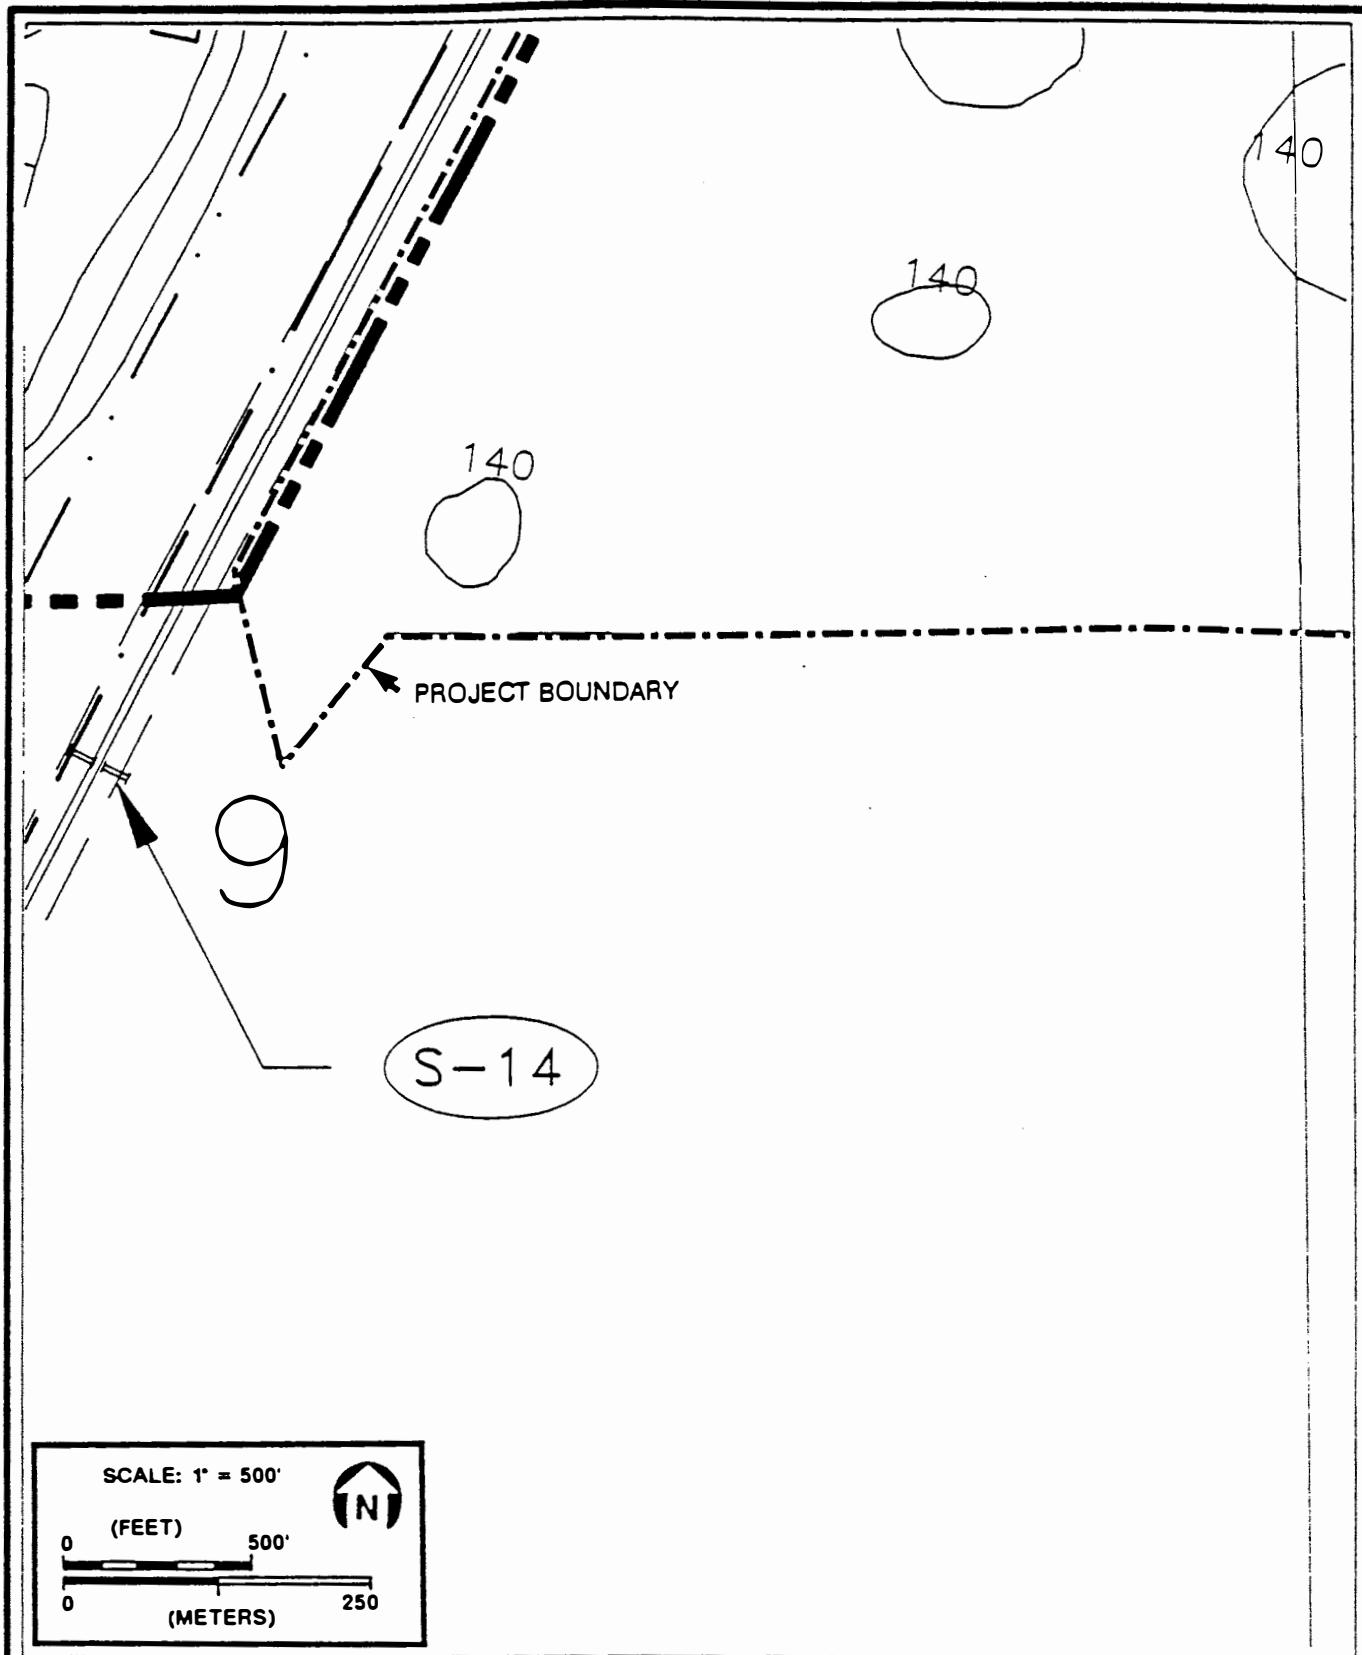 140
140
140
PROJECT BOUNDARY
9
S-14
SCALE: 1" = 500'
N
(FEET)
0 500'
0 250
(METERS)